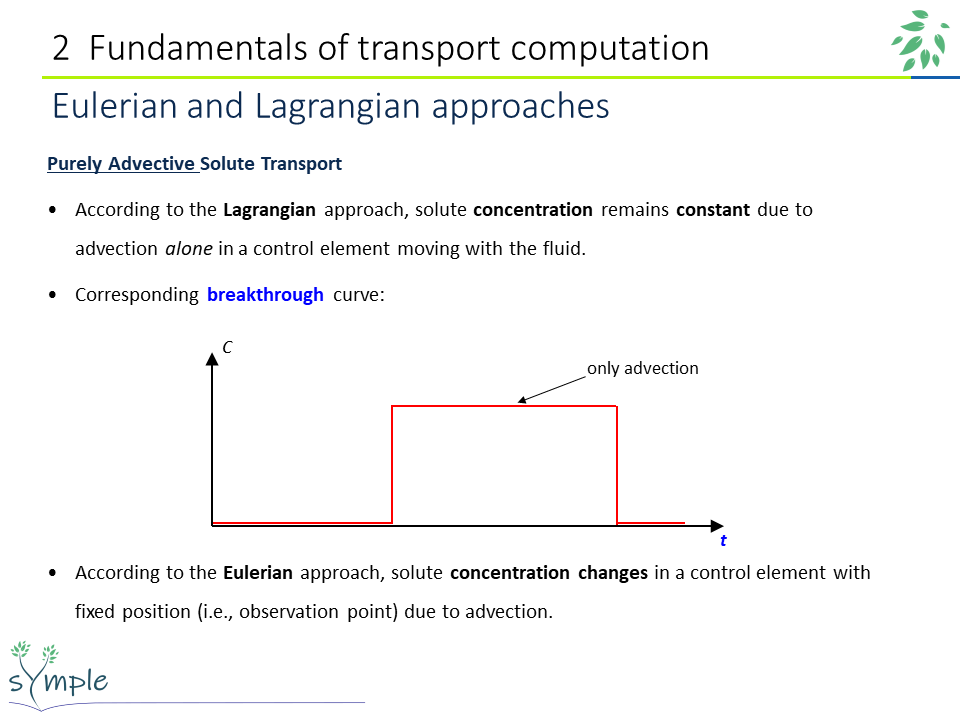 2 Fundamentals of transport computation
Eulerian and Lagrangian approaches
Purely Advective Solute Transport
• According to the Lagrangian approach, solute concentration remains constant due to
advection alone in a control element moving with the fluid.
• Corresponding breakthrough curve:
C
only advection
t
• According to the Eulerian approach, solute concentration changes in a control element with
fixed position (i.e., observation point) due to advection.
sYmple